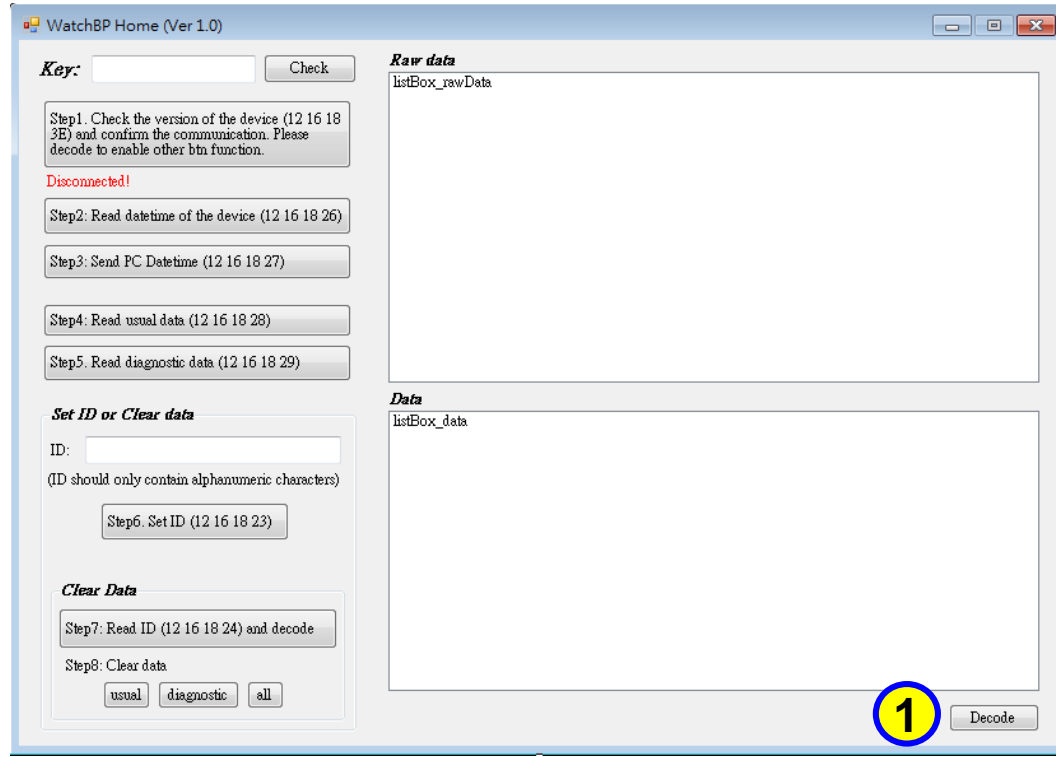 WatchBP Home (Ver 1.0)
Key:
Check
Step1. Check the version of the device (12 16 18
3E) and confirm the communication. Please
decode to enable other btn function.
Disconnected!
Step2: Read datetime of the device (12 16 18 26)
Step3: Send PC Datetime (12 16 18 27)
Step4: Read usual data (12 16 18 28)
Step5. Read diagnostic data (12 16 18 29)
Set ID or Clear data
ID:
(ID should only contain alphanumeric characters)
Step6. Set ID (12 16 18 23)
Clear Data
Step7: Read ID (12 16 18 24) and decode
Step8: Clear data
usual
diagnostic
all
Raw data
listBox_rawData
Data
listBox_data
1
Decode